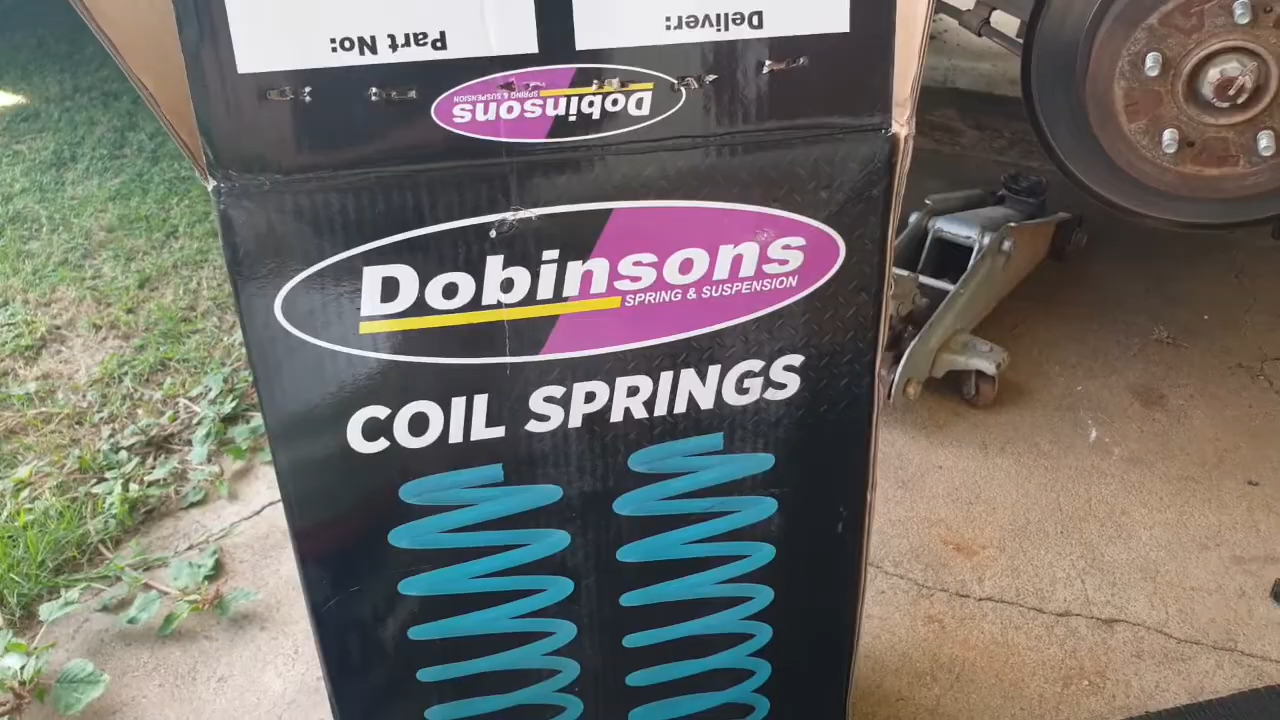 Part No:
Deliver:
Dobinsons
SPRING & SUSPENSION
Dobinsons
SPRING & SUSPENSION
COIL SPRINGS